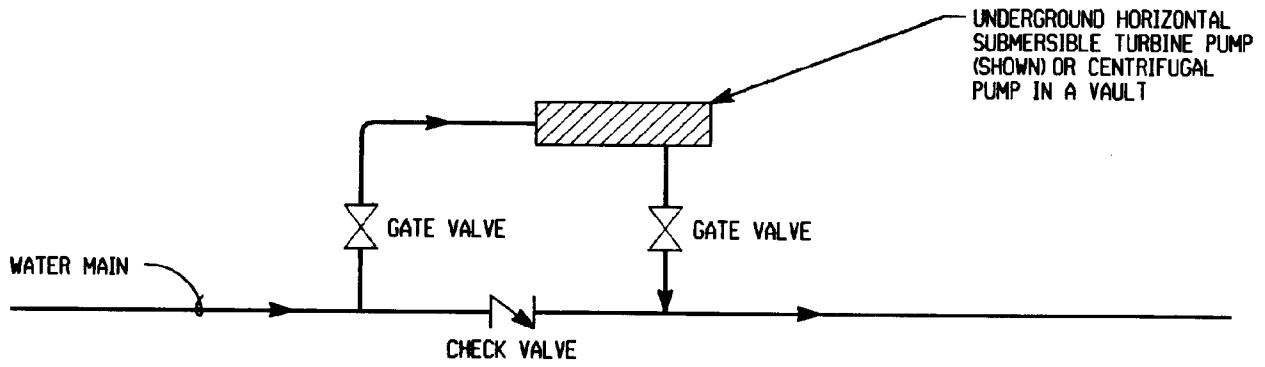 UNDERGROUND HORIZONTAL
SUBMERSIBLE TURBINE PUMP
(SHOWN) OR CENTRIFUGAL
PUMP IN A VAULT
GATE VALVE
GATE VALVE
WATER MAIN
CHECK VALVE